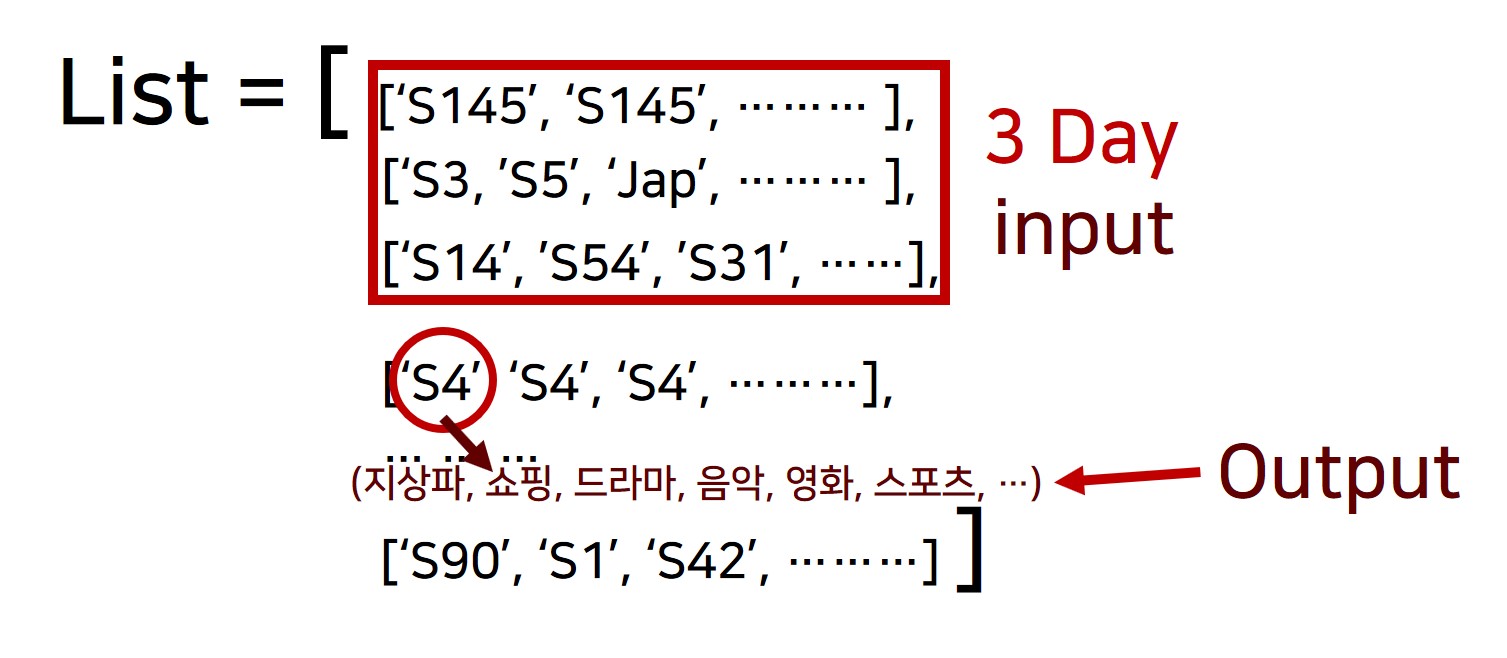 List = [
['S145', 'S145', ⋯⋯⋯ ],
3 Day
['S3, 'S5', 'Jap', ⋯⋯⋯ ],
input
['S14', 'S54', 'S31', ⋯⋯],
['S4' 'S4', 'S4', ⋯⋯⋯],
⋯ ⋯ ⋯
(지상파, 쇼핑, 드라마, 음악, 영화, 스포츠, ⋯)
Output
['S90', 'S1', 'S42', ⋯⋯⋯] ]